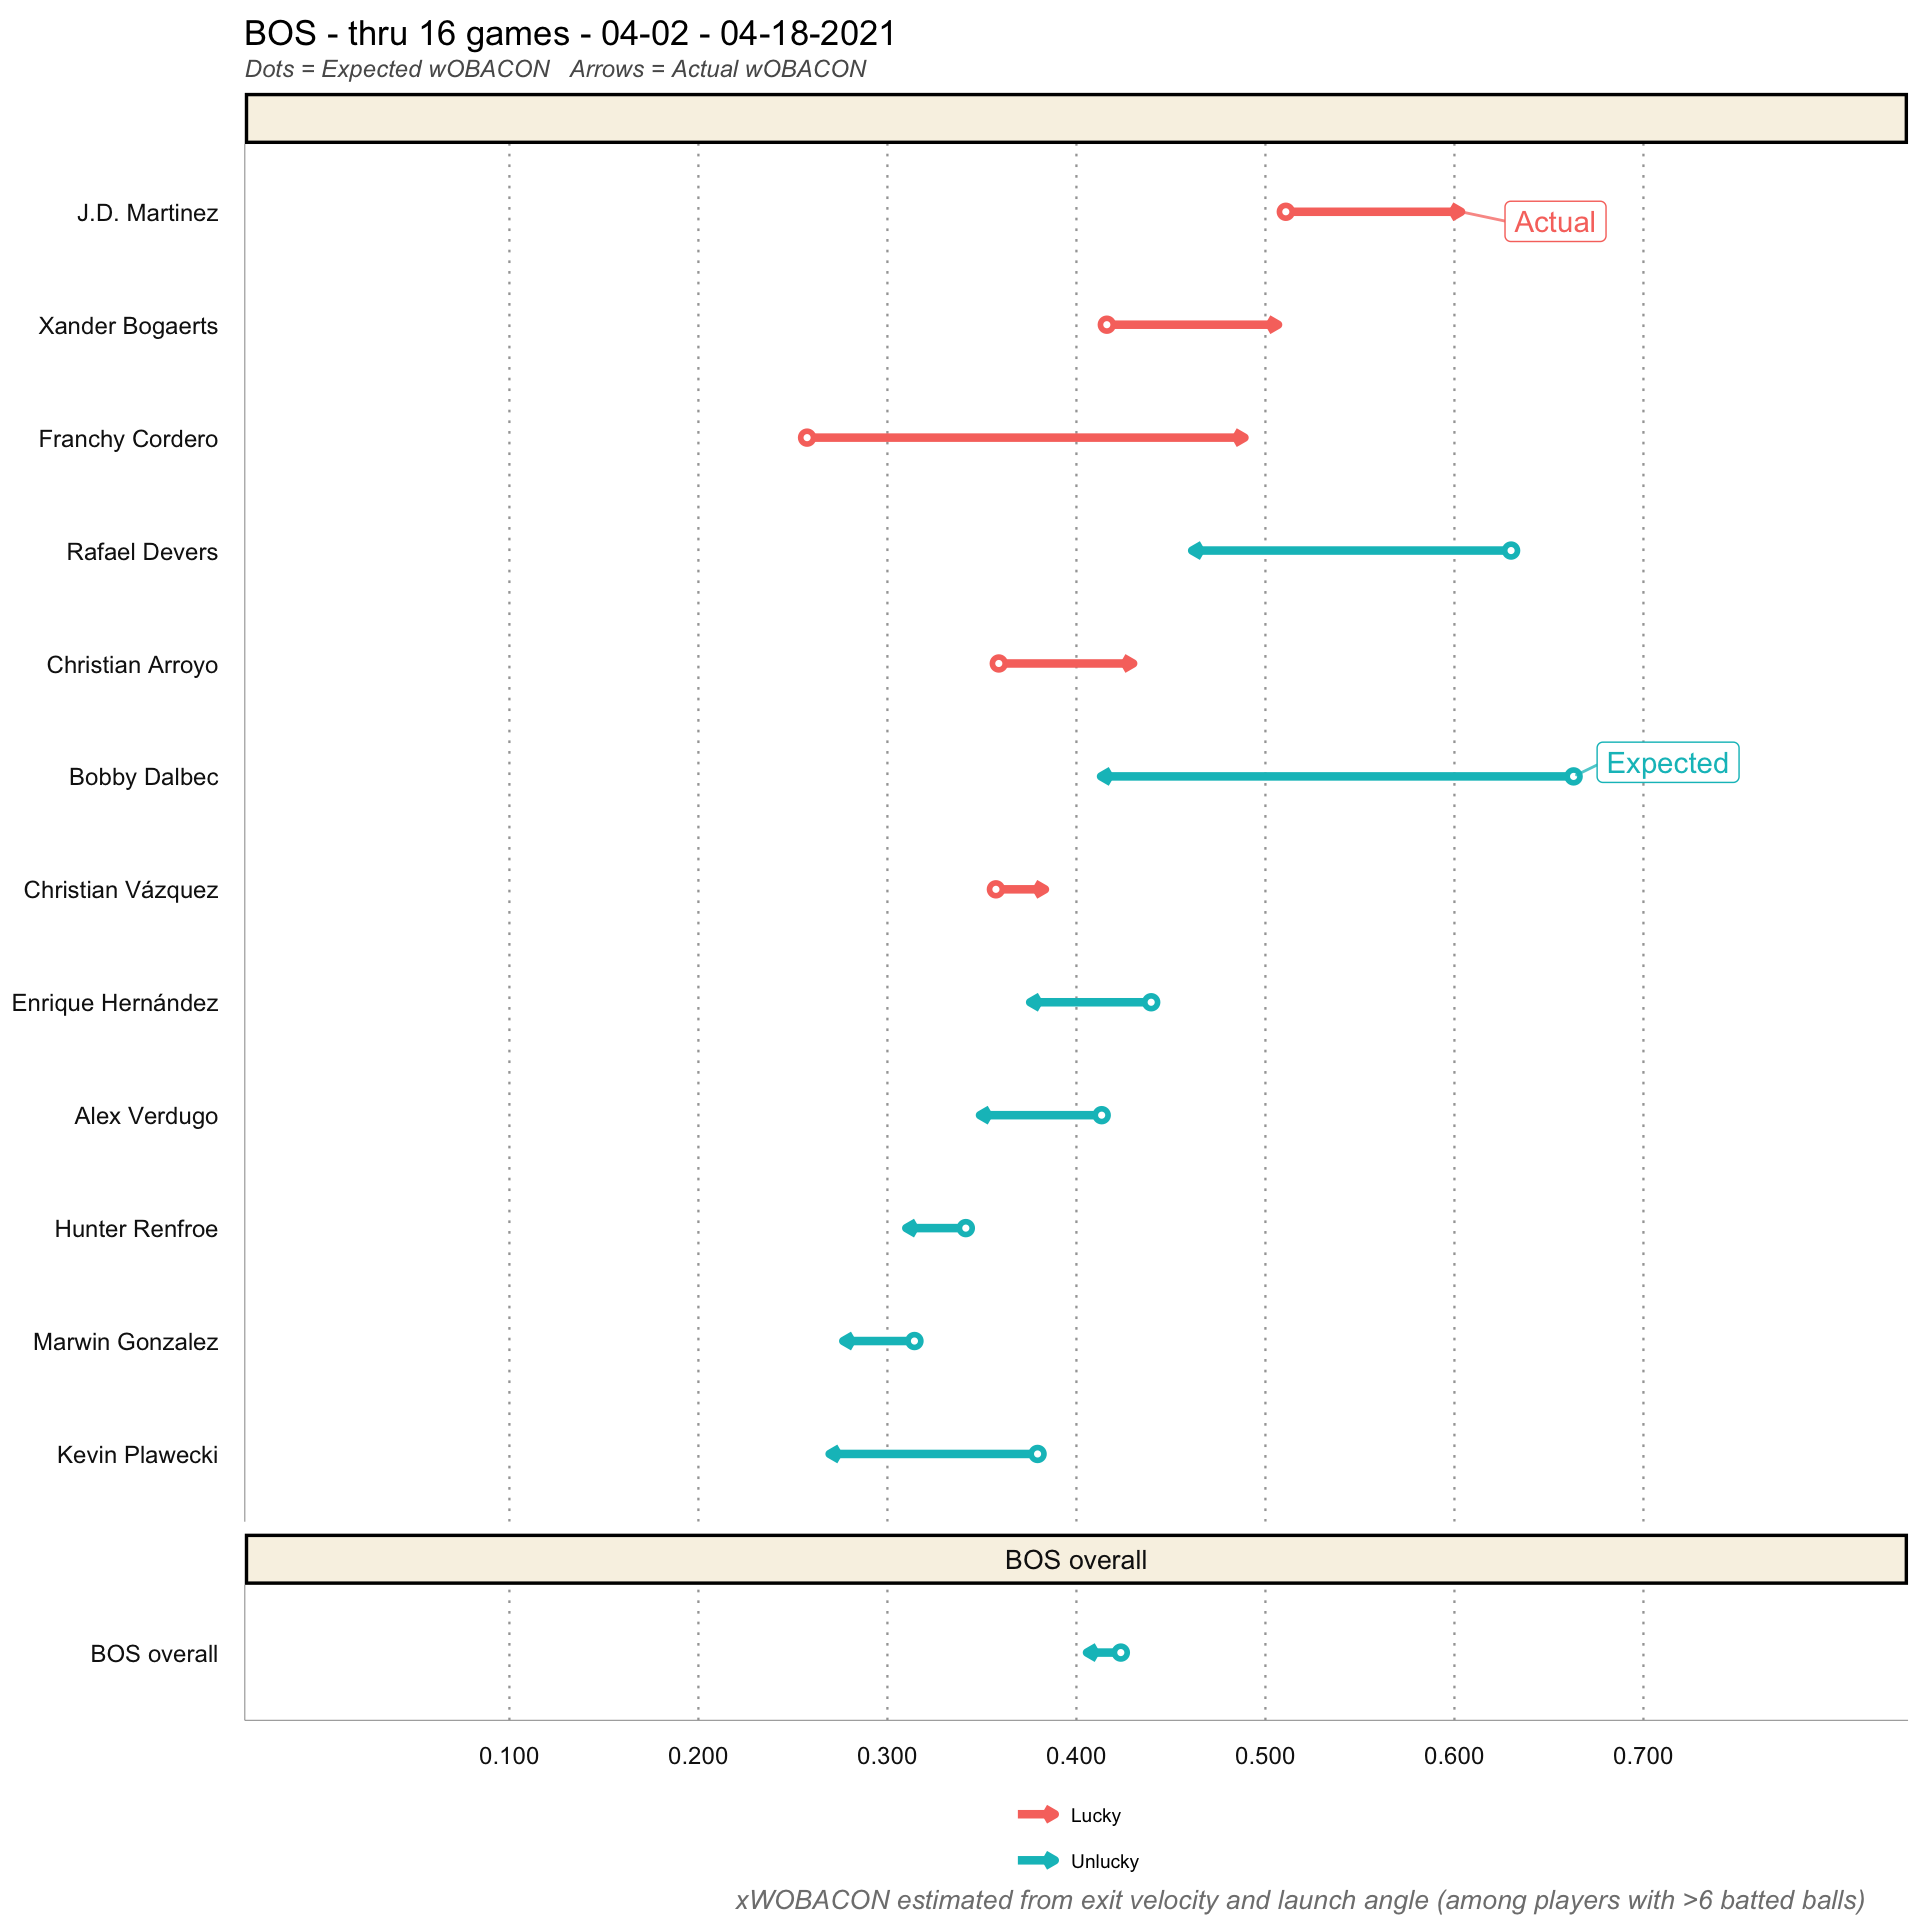 BOS - thru 16 games - 04-02 - 04-18-2021
Dots = Expected wOBACON   Arrows = Actual wOBACON
J.D. Martinez
Actual
Xander Bogaerts
Franchy Cordero
Rafael Devers
Christian Arroyo
Bobby Dalbec
Expected
Christian Vázquez
Enrique Hernández
Alex Verdugo
Hunter Renfroe
Marwin Gonzalez
Kevin Plawecki
BOS overall
BOS overall
0.100 0.200 0.300 0.400 0.500 0.600 0.700
Lucky
Unlucky
xWOBACON estimated from exit velocity and launch angle (among players with >6 batted balls)